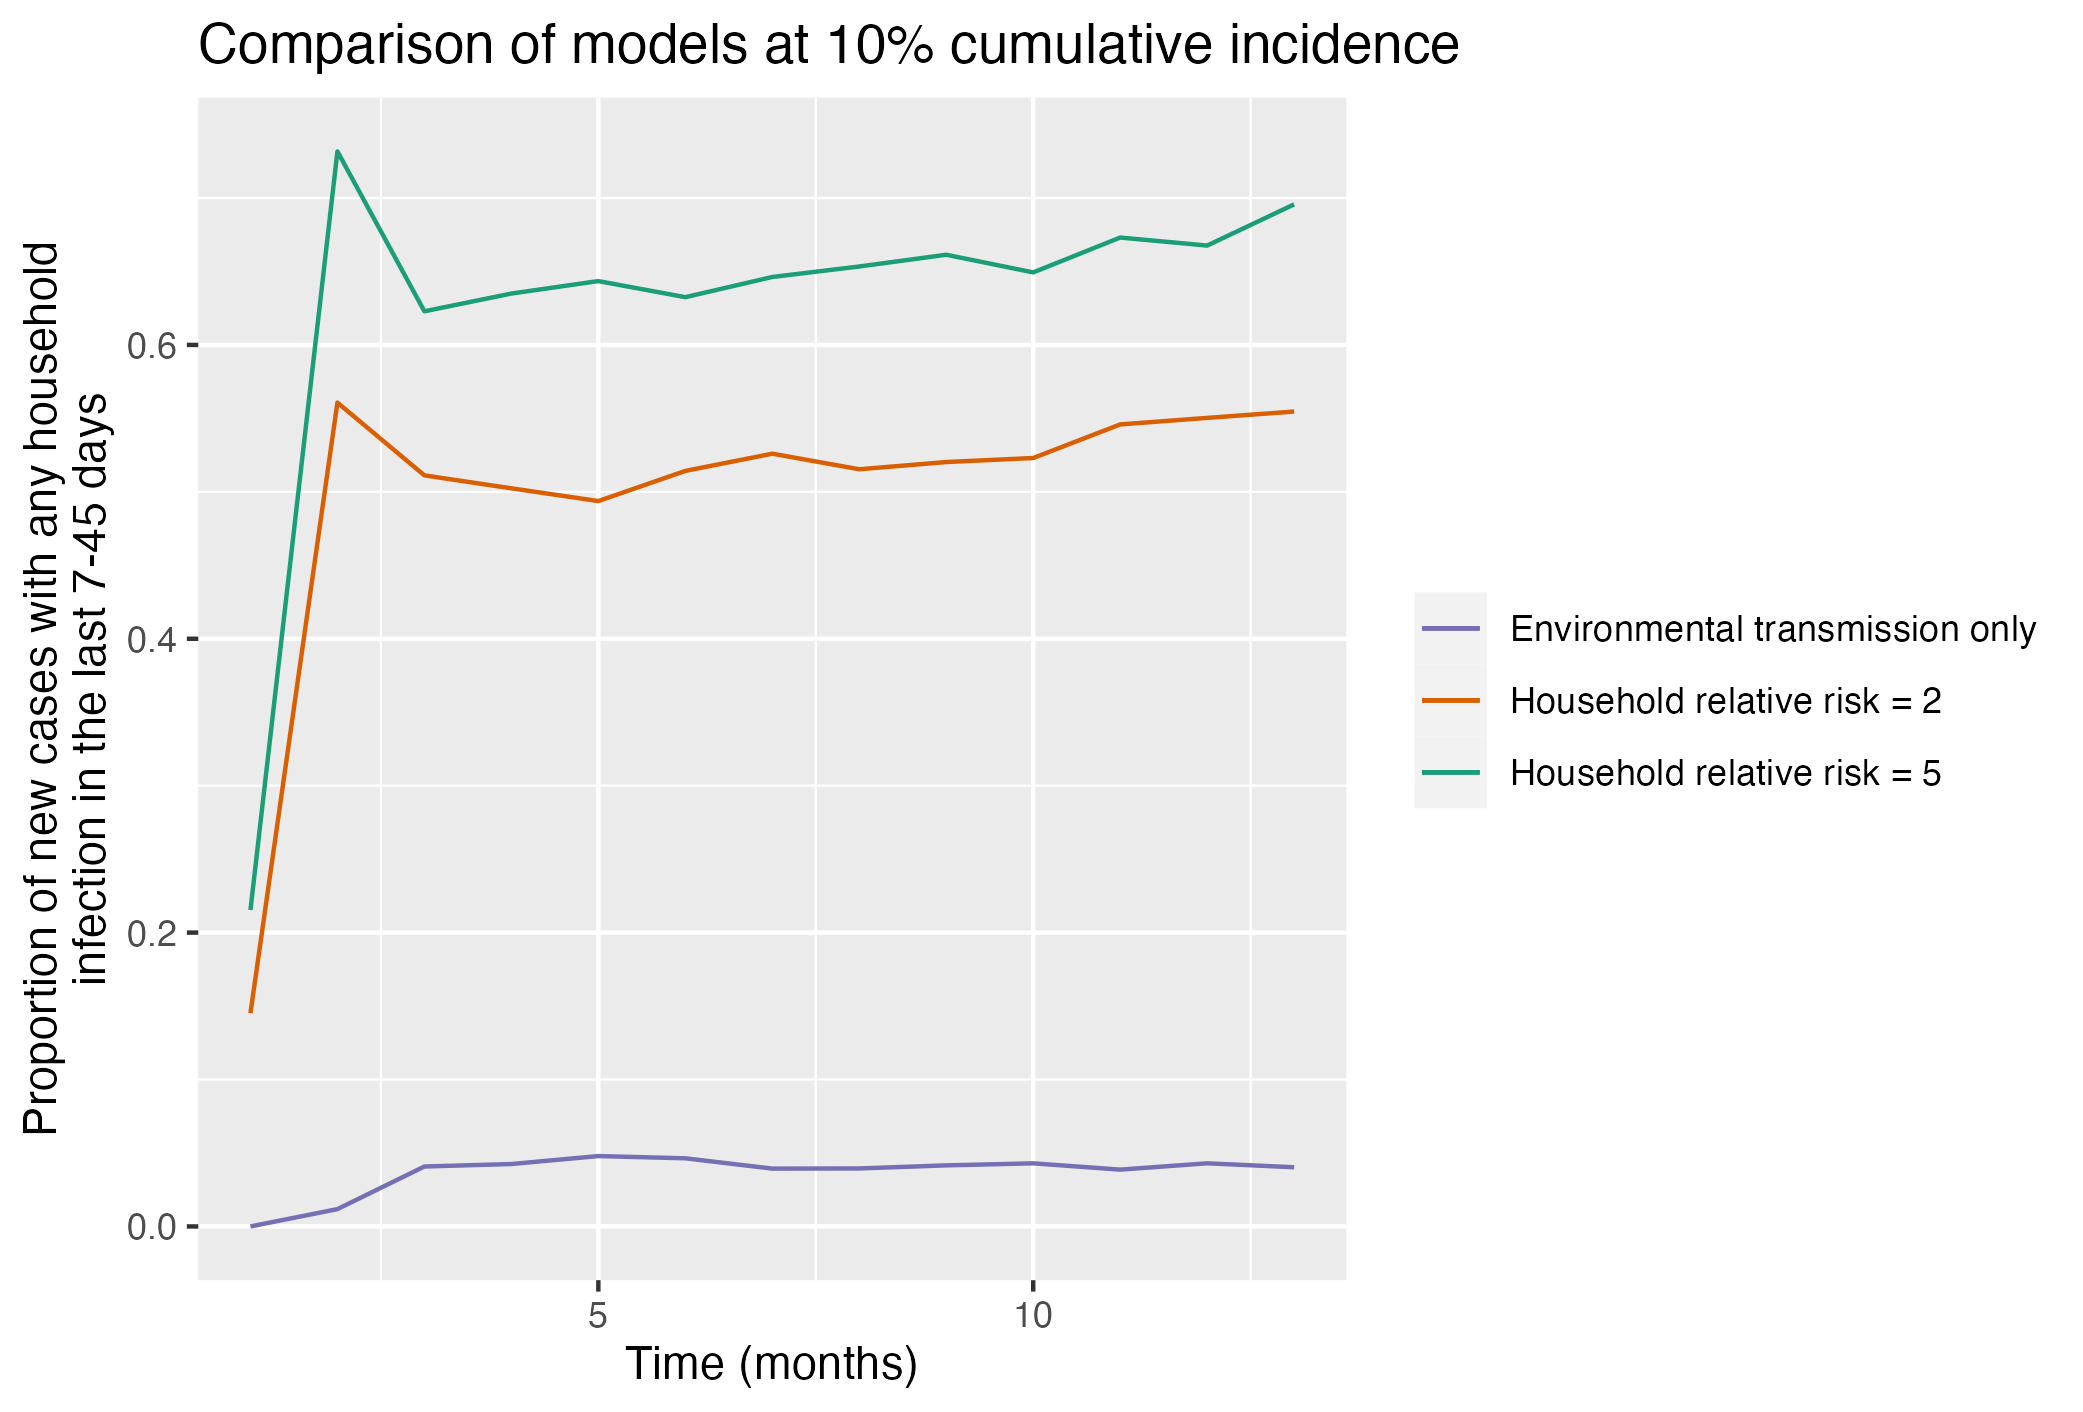 Comparison of models at 10% cumulative incidence
Proportion of new cases with any household
infection in the last 7-45 days
0.6
0.4
0.2
0.0
5
10
Time (months)
Environmental transmission only
Household relative risk = 2
Household relative risk = 5